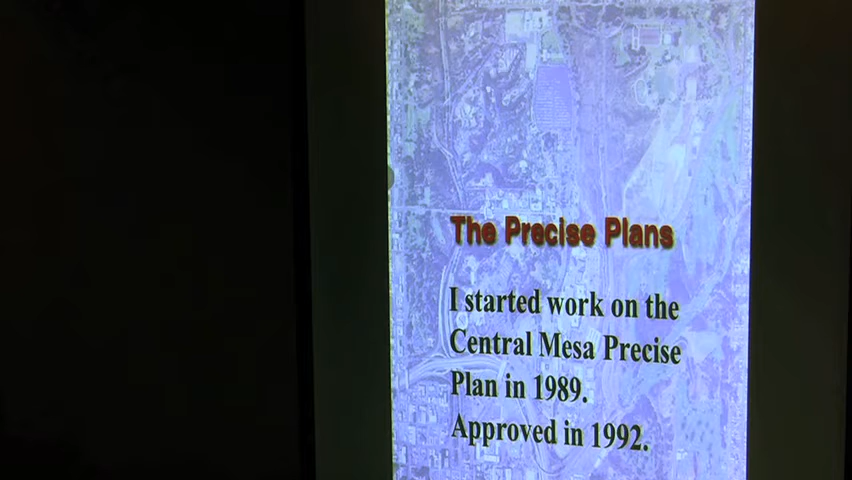 The Precise Plans
I started work on the
Central Mesa Precise
Plan in 1989.
Approved in 1992.